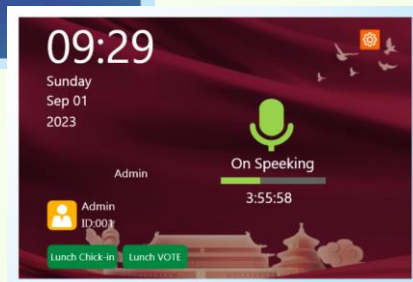 09:29
Sunday
Sep 01
2023
On Speeking
3:55:58
Admin
Admin
ID:001
Lunch Chick-in
Lunch VOTE